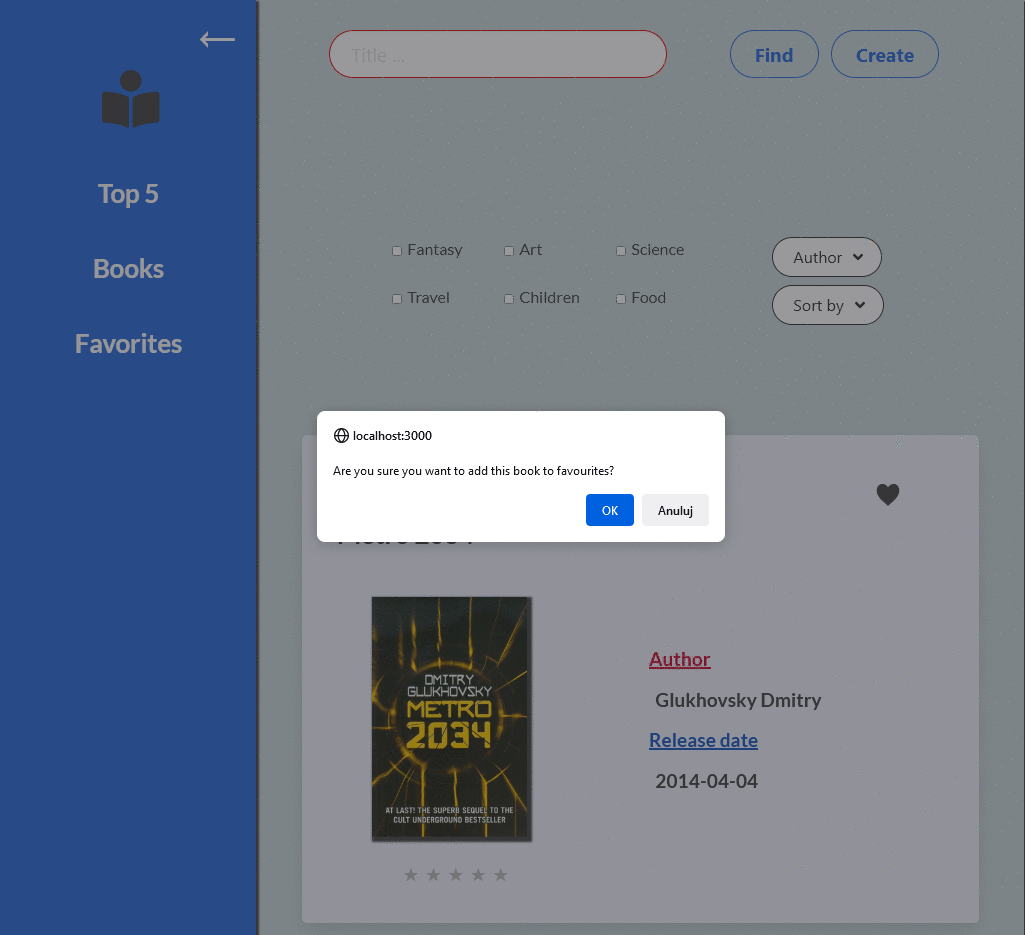 Title ...
Find
Create
Top 5
Books
Favorites
Fantasy
Art
Science
Author
Travel
Children
Food
Sort by
localhost:3000
Are you sure you want to add this book to favourites?
OK
Anuluj
Metro 2034
DMITRY
GLUKHOVSKY
METRO
2034
AT LAST! THE SUPERB SEQUEL TO THE
CULT UNDERGROUND BESTSELLER
Author
Glukhovsky Dmitry
Release date
2014-04-04